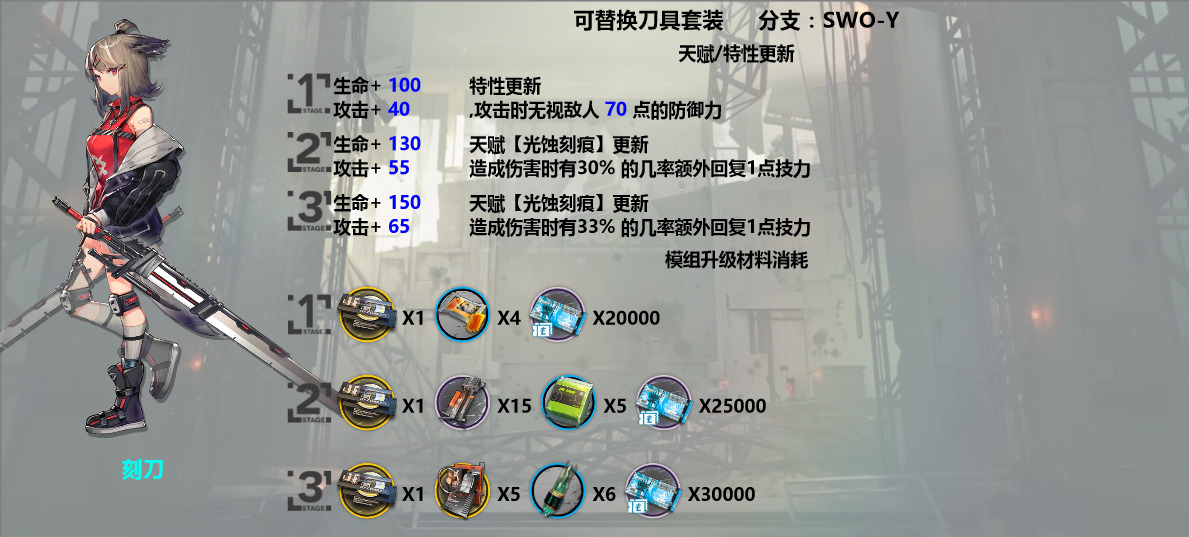 可替换刀具套装 分支：SWO-Y
天赋/特性更新
1 STAGE. 生命+ 100 特性更新
攻击+ 40 ,攻击时无视敌人 70 点的防御力
2 STAGE. 生命+ 130 天赋【光蚀刻痕】更新
攻击+ 55 造成伤害时有30% 的几率额外回复1点技力
3 STAGE. 生命+ 150 天赋【光蚀刻痕】更新
攻击+ 65 造成伤害时有33% 的几率额外回复1点技力
模组升级材料消耗
1 STAGE. X1 X4 X20000
2 STAGE. X1 X15 X5 X25000
3 STAGE. X1 X5 X6 X30000
刻刀